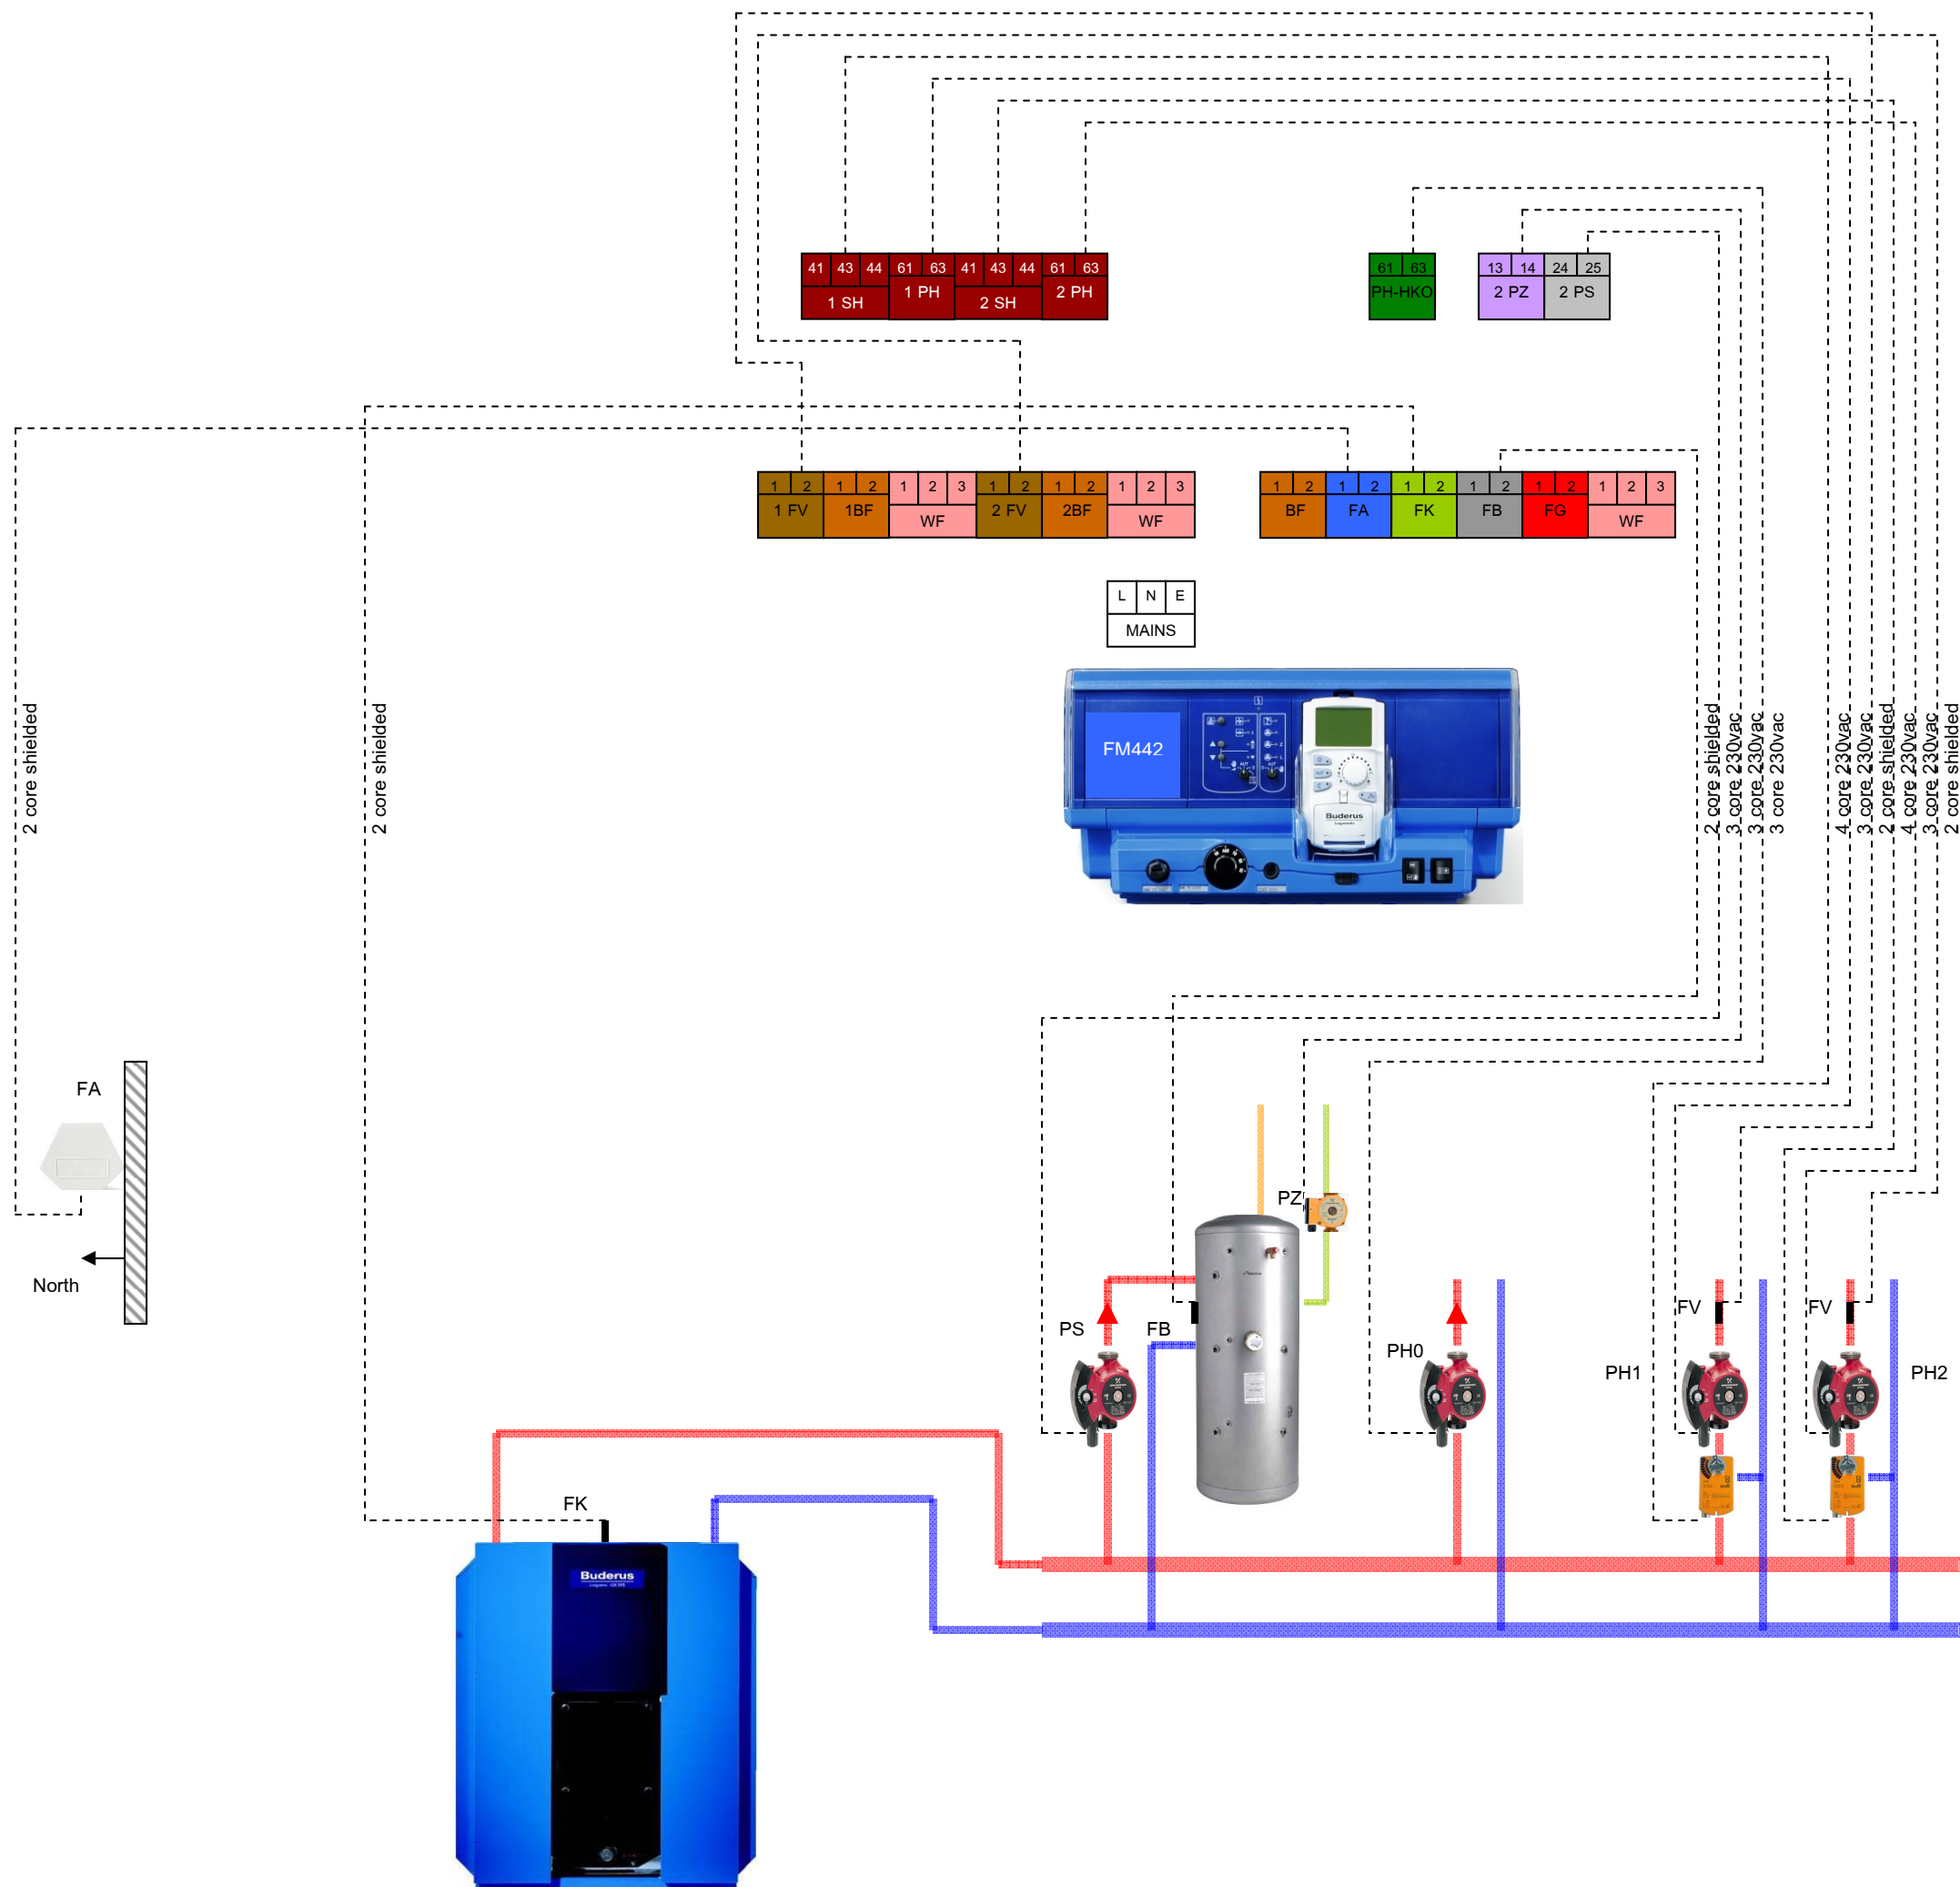 41 43 44 61 63 41 43 44 61 63
1 SH 1 PH 2 SH 2 PH
61 63
PH-HKO
13 14 24 25
2 PZ 2 PS
1 2 1 2 1 2 3 1 2 1 2 1 2 3
1 FV 1BF WF 2 FV 2BF WF
1 2 1 2 1 2 1 2 1 2 1 2 3
BF FA FK FB FG WF
L N E
MAINS
FM442
Buderus
2 core shielded
2 core shielded
2 core shielded
3 core 230vac
3 core 230vac
3 core 230vac
4 core 230vac
3 core 230vac
2 core shielded
4 core 230vac
3 core 230vac
2 core shielded
FA
North
PZ
PS
FB
PH0
FV
FV
PH1
PH2
FK
Buderus